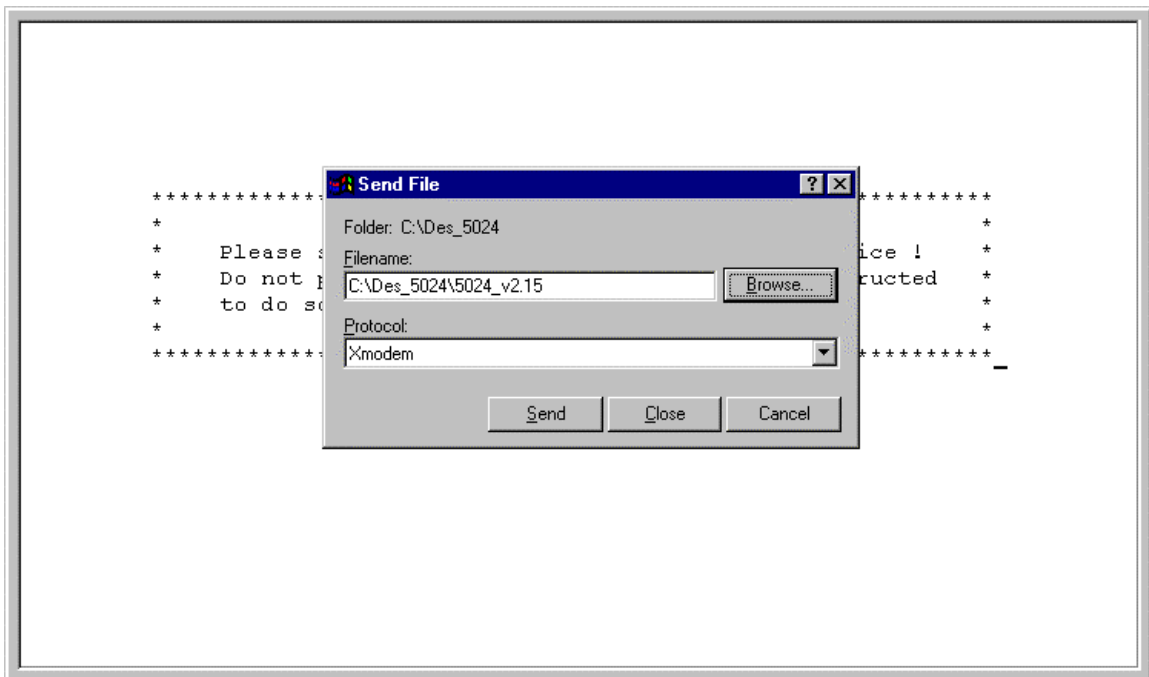 Send File
Folder: C:\Des_5024
Filename:
C:\Des_5024\5024_v2.15
Browse...
Protocol:
Xmodem
Send Close Cancel
* * * * * * * * * * * * * * * * * * * * * *
* *
* Please ice ! *
* Do not ructed *
* to do *
* *
* * * * * * * * * * * * * * * * * * * * * *